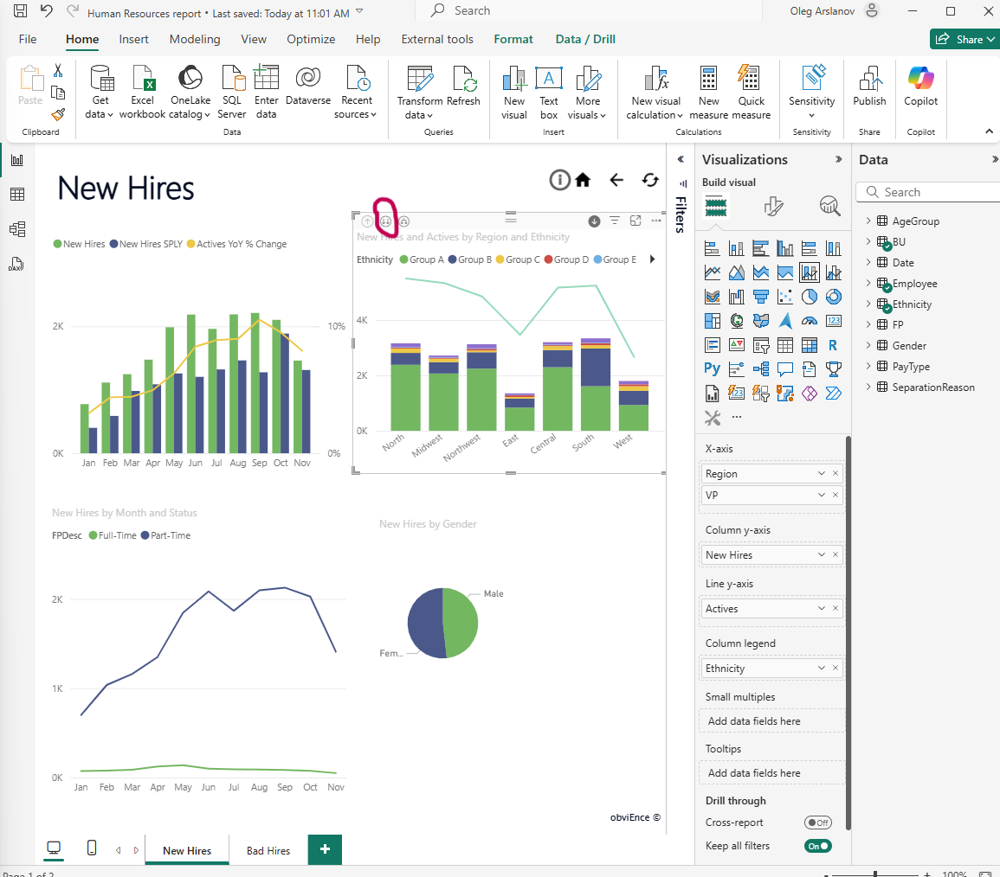 Human Resources report • Last saved: Today at 11:01 AM
Search
Oleg Arslanov
File Home Insert Modeling View Optimize Help External tools Format Data / Drill
Share
Paste
Clipboard
Get data
Excel workbook
OneLake catalog
SQL Server
Enter data
Dataverse
Recent sources
Data
Transform data
Refresh
Queries
New visual
Text box
More visuals
Insert
New visual calculation
New measure
Quick measure
Calculations
Sensitivity
Sensitivity
Publish
Share
Copilot
Copilot
New Hires
New Hires New Hires SPLY Actives YoY % Change
2K
0K
10%
0%
Jan Feb Mar Apr May Jun Jul Aug Sep Oct Nov
New Hires and Actives by Region and Ethnicity
Ethnicity Group A Group B Group C Group D Group E
4K
2K
0K
North Midwest Northwest East Central South West
New Hires by Month and Status
FPDesc Full-Time Part-Time
2K
1K
0K
Jan Feb Mar Apr May Jun Jul Aug Sep Oct Nov
New Hires by Gender
Male
Fem...
obviEnce ©
Filters
Visualizations
Build visual
123
R
Py
123
...
X-axis
Region
VP
Column y-axis
New Hires
Line y-axis
Actives
Column legend
Ethnicity
Small multiples
Add data fields here
Tooltips
Add data fields here
Drill through
Cross-report
Off
Keep all filters
On
Data
Search
AgeGroup
BU
Date
Employee
Ethnicity
FP
Gender
PayType
SeparationReason
DAX
New Hires
Bad Hires
Page 1 of 2
100%